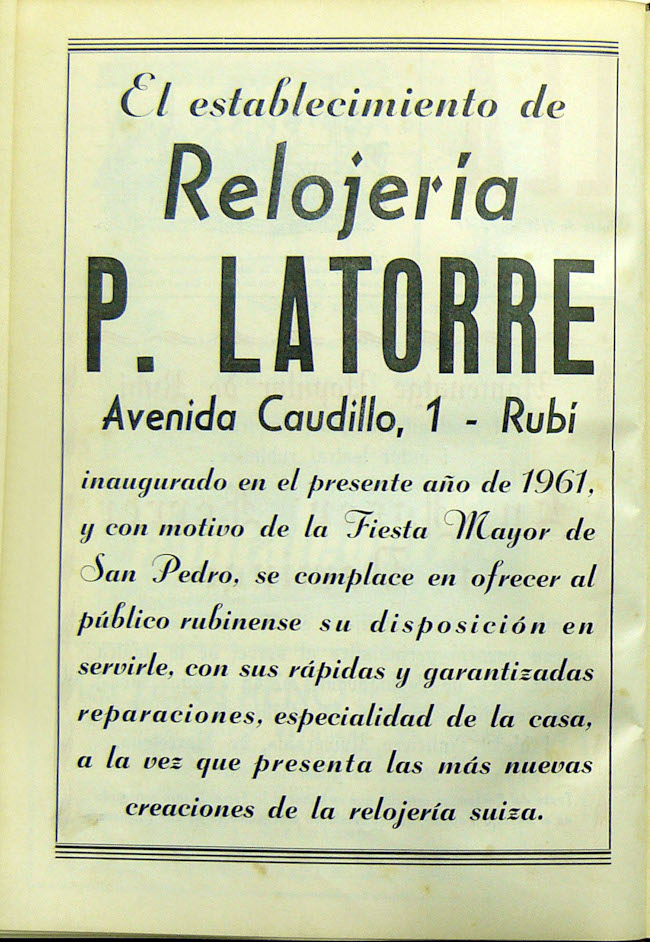 El establecimiento de
Relojería
P. LATORRE
Avenida Caudillo, 1 - Rubí
inaugurado en el presente año de 1961,
y con motivo de la Fiesta Mayor de
San Pedro, se complace en ofrecer al
público rubinense su disposición en
servirle, con sus rápidas y garantizadas
reparaciones, especialidad de la casa,
a la vez que presenta las más nuevas
creaciones de la relojería suiza.